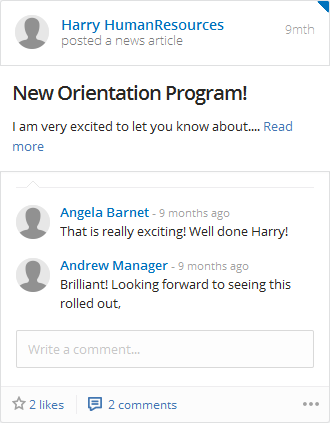 Harry HumanResources
posted a news article
9mth
New Orientation Program!
I am very excited to let you know about.... Read
more
Angela Barnet - 9 months ago
That is really exciting! Well done Harry!
Andrew Manager - 9 months ago
Brilliant! Looking forward to seeing this
rolled out,
Write a comment...
2 likes
2 comments